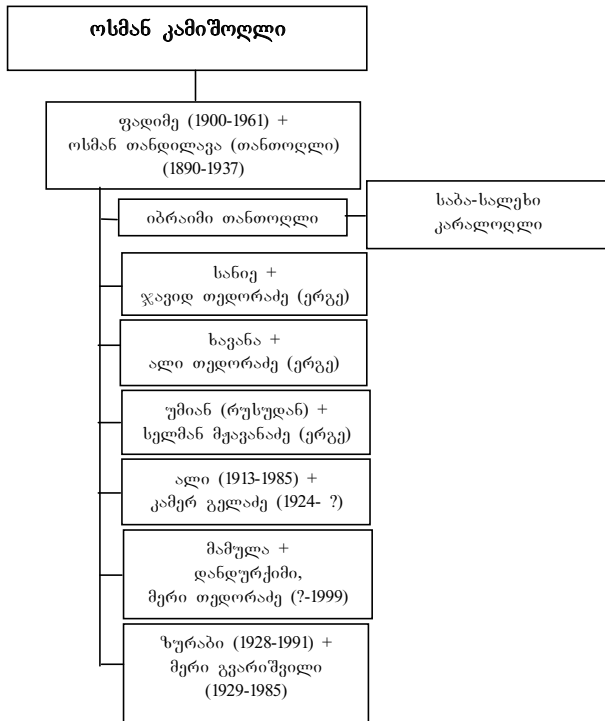 ოსმან კამიშოღლი
ფადიმე (1900-1961) +
ოსმან თანდილავა (თანთოღლი)
(1890-1937)
იბრაიმი თანთოღლი
საბა-სალეხი
კარალოღლი
სანიე +
ჯავიდ თედორაძე (ერგე)
ხავანა +
ალი თედორაძე (ერგე)
უმიან (რუსუდან) +
სელმან მჟავანაძე (ერგე)
ალი (1913-1985) +
კამერ გელაძე (1924- ?)
მამულა +
დანდურქიმი,
მერი თედორაძე (?-1999)
ზურაბი (1928-1991) +
მერი გვარიშვილი
(1929-1985)